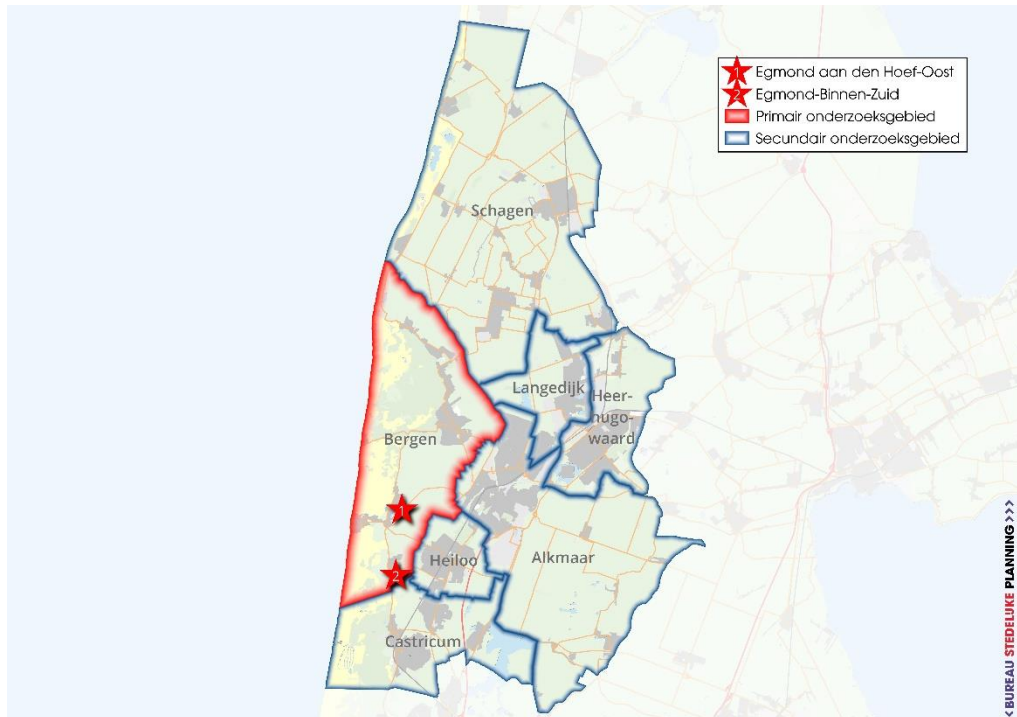 1 Egmond aan den Hoef-Oost
2 Egmond-Binnen-Zuid
Primair onderzoeksgebied
Secundair onderzoeksgebied
Schagen
Langedijk
Heer-
hugo-
waard
Bergen
1
Heiloo
Alkmaar
2
Castricum
<BUREAU STEDELIJKE PLANNING >>>